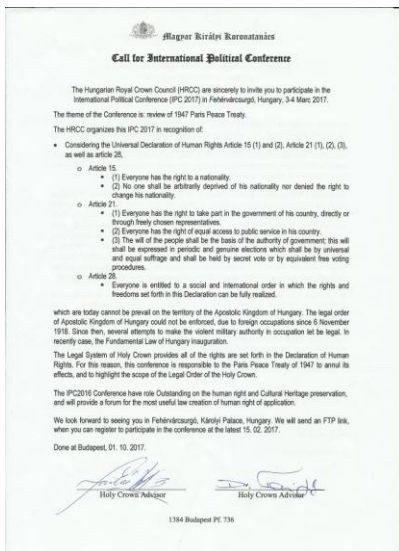 Magyar Királyi Koronatanács
Call for International Political Conference
The Hungarian Royal Crown Council (HRCC) are sincerely to invite you to participate in the
International Political Conference (IPC 2017) in Fehérvárcsurgó, Hungary, 3-4 Marc 2017.
The theme of the Conference is: review of 1947 Paris Peace Treaty.
The HRCC organizes this IPC 2017 in recognition of:
• Considering the Universal Declaration of Human Rights Article 15 (1) and (2), Article 21 (1), (2), (3),
as well as article 28,
o Article 15.
▪ (1) Everyone has the right to a nationality.
▪ (2) No one shall be arbitrarily deprived of his nationality nor denied the right to
change his nationality.
o Article 21.
▪ (1) Everyone has the right to take part in the government of his country, directly or
through freely chosen representatives.
▪ (2) Everyone has the right of equal access to public service in his country.
▪ (3) The will of the people shall be the basis of the authority of government; this will
shall be expressed in periodic and genuine elections which shall be by universal
and equal suffrage and shall be held by secret vote or by equivalent free voting
procedures.
o Article 28.
▪ Everyone is entitled to a social and international order in which the rights and
freedoms set forth in this Declaration can be fully realized.
which are today cannot be prevail on the territory of the Apostolic Kingdom of Hungary. The legal order
of Apostolic Kingdom of Hungary could not be enforced, due to foreign occupations since 6 November
1918. Since then, several attempts to make the violent military authority in occupation let be legal. In
recently case, the Fundamental Law of Hungary inauguration.
The Legal System of Holy Crown provides all of the rights are set forth in the Declaration of Human
Rights. For this reason, this conference is responsible to the Paris Peace Treaty of 1947 to annul its
effects, and to highlight the scope of the Legal Order of the Holy Crown.
The IPC2016 Conference have role Outstanding on the human right and Cultural Heritage preservation,
and will provide a forum for the most useful law creation of human right of application.
We look forward to seeing you in Fehérvárcsurgó, Károlyi Palace, Hungary. We will send an FTP link,
when you can register to participate in the conference at the latest 15. 02. 2017.
Done at Budapest, 01. 10. 2017.
Holy Crown Advisor
Holy Crown Advisor
1384 Budapest Pf. 736